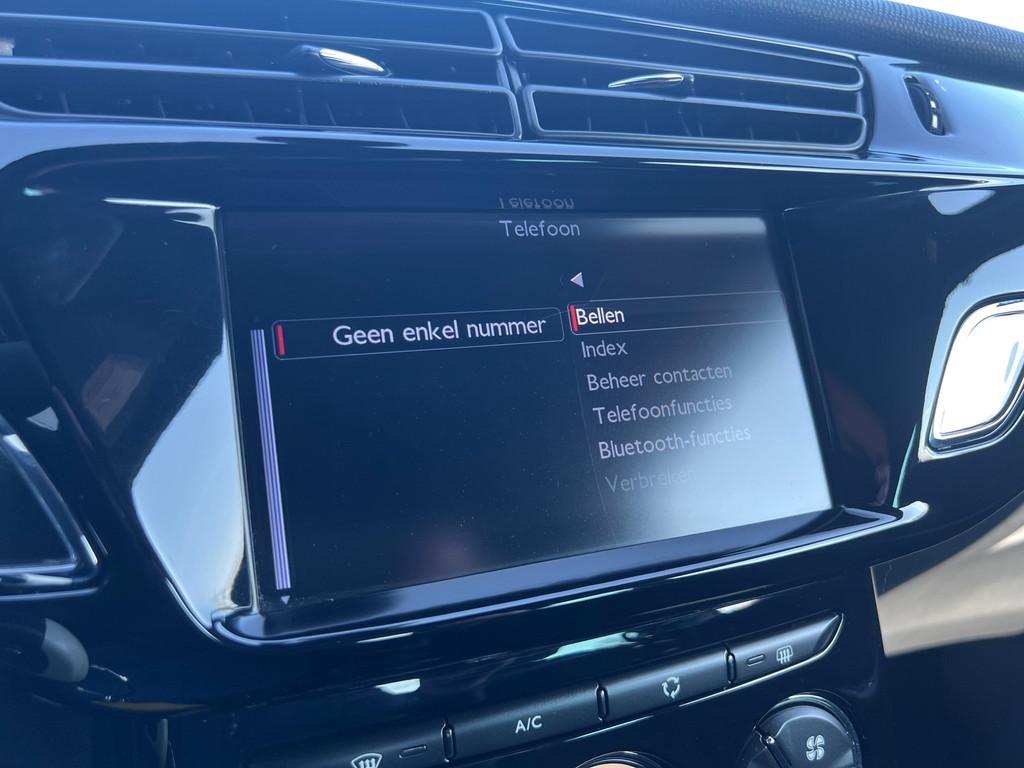 Telefoon
Geen enkel nummer
Bellen
Index
Beheer contacten
Telefoonfuncties
Bluetooth-functies
Verbreken
A/C